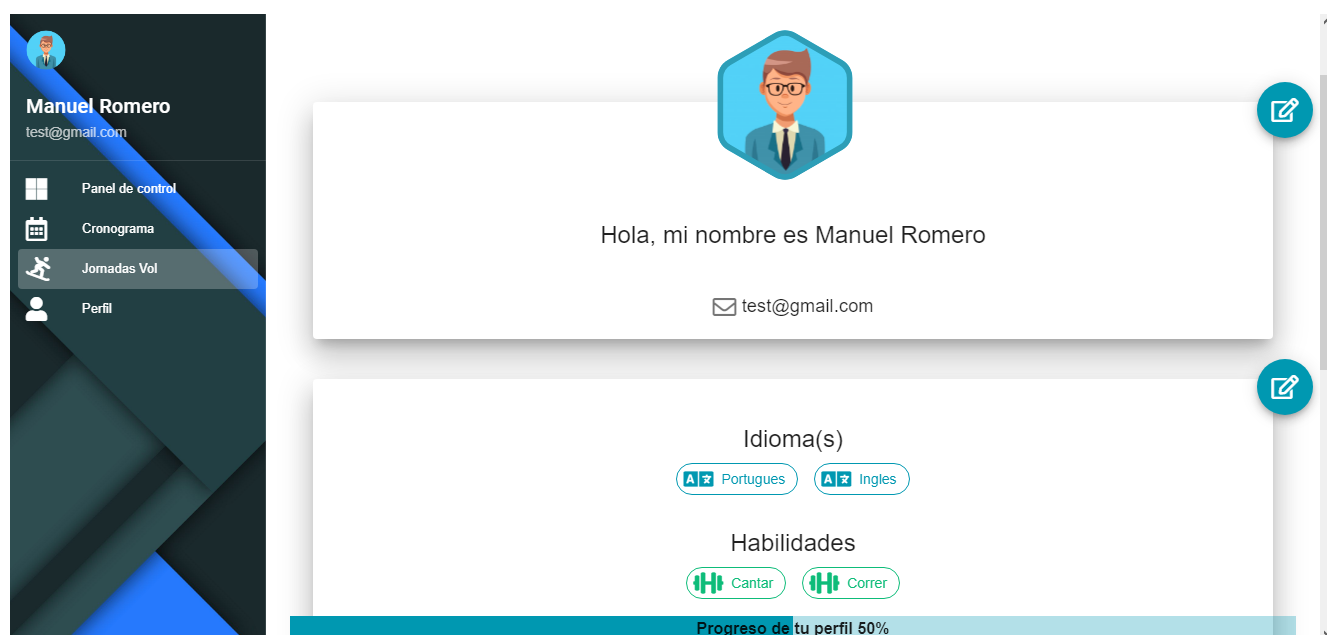 Manuel Romero
test@gmail.com
Panel de control
Cronograma
Jornadas Vol
Perfil
Hola, mi nombre es Manuel Romero
test@gmail.com
Idioma(s)
A Portugues A Ingles
Habilidades
Cantar Correr
Progreso de tu perfil 50%